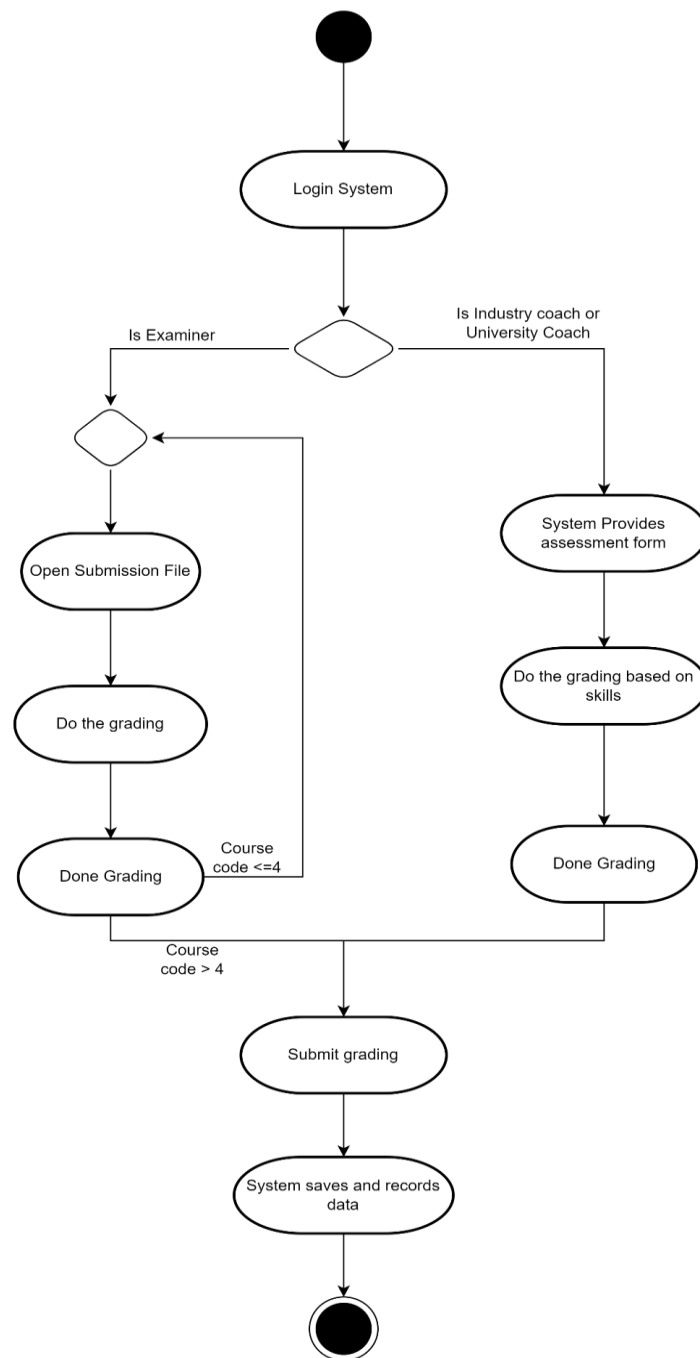 Login System
Is Examiner
Is Industry coach or
University Coach
Open Submission File
System Provides
assessment form
Do the grading
Do the grading based on
skills
Done Grading
Course
code <=4
Done Grading
Course
code > 4
Submit grading
System saves and records
data